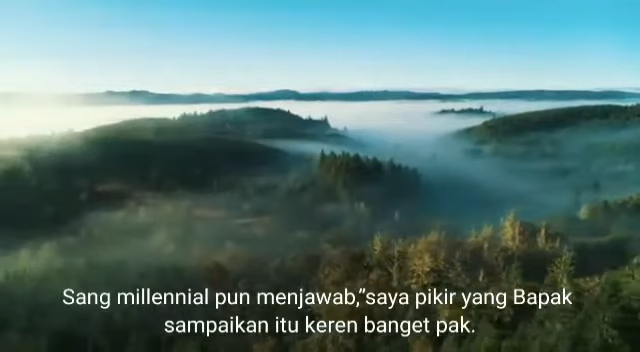 Sang millennial pun menjawab,”saya pikir yang Bapak
sampaikan itu keren banget pak.